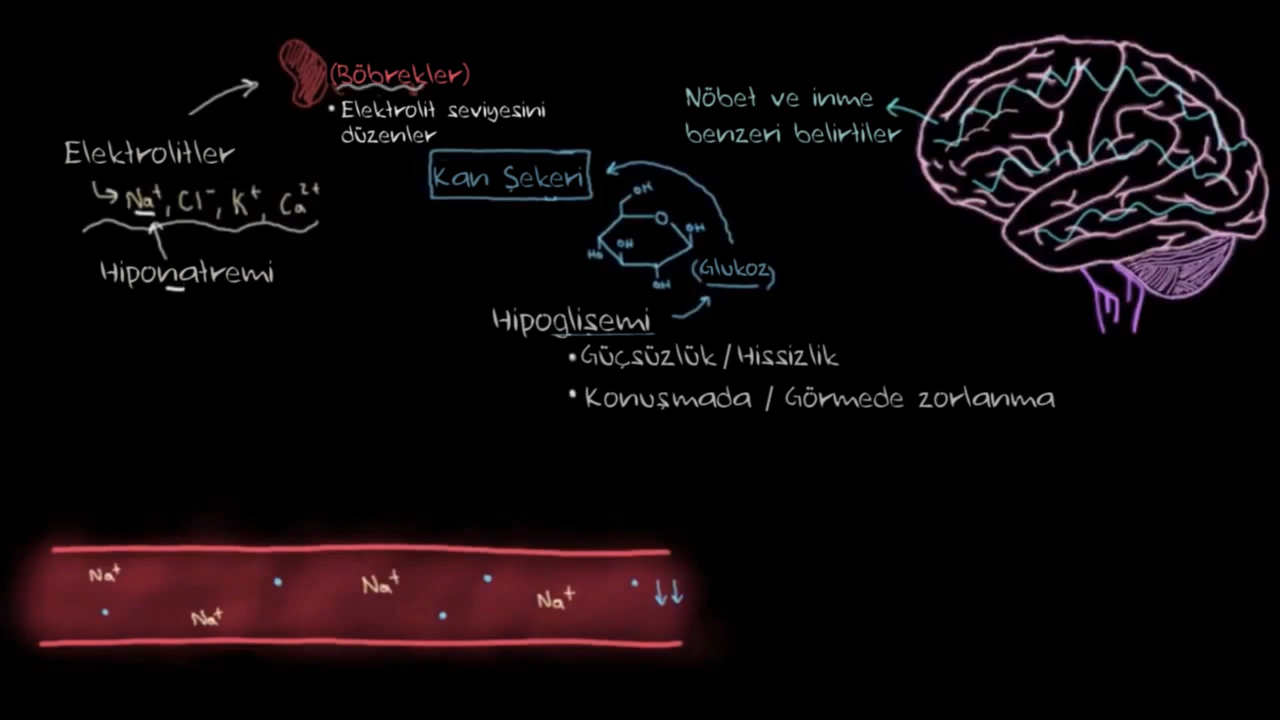 (Böbrekler)
• Elektrolit seviyesini
düzenler
Elektrolitler
Na⁺, Cl⁻, K⁺, Ca²⁺
Hiponatremi
Kan Şekeri
OH
O
OH
OH
HO
OH
(Glukoz)
Hipoglisemi
• Güçsüzlük / Hissizlik
• Konuşmada / Görmede zorlanma
Nöbet ve inme
benzeri belirtiler
Na⁺
Na⁺
Na⁺
Na⁺